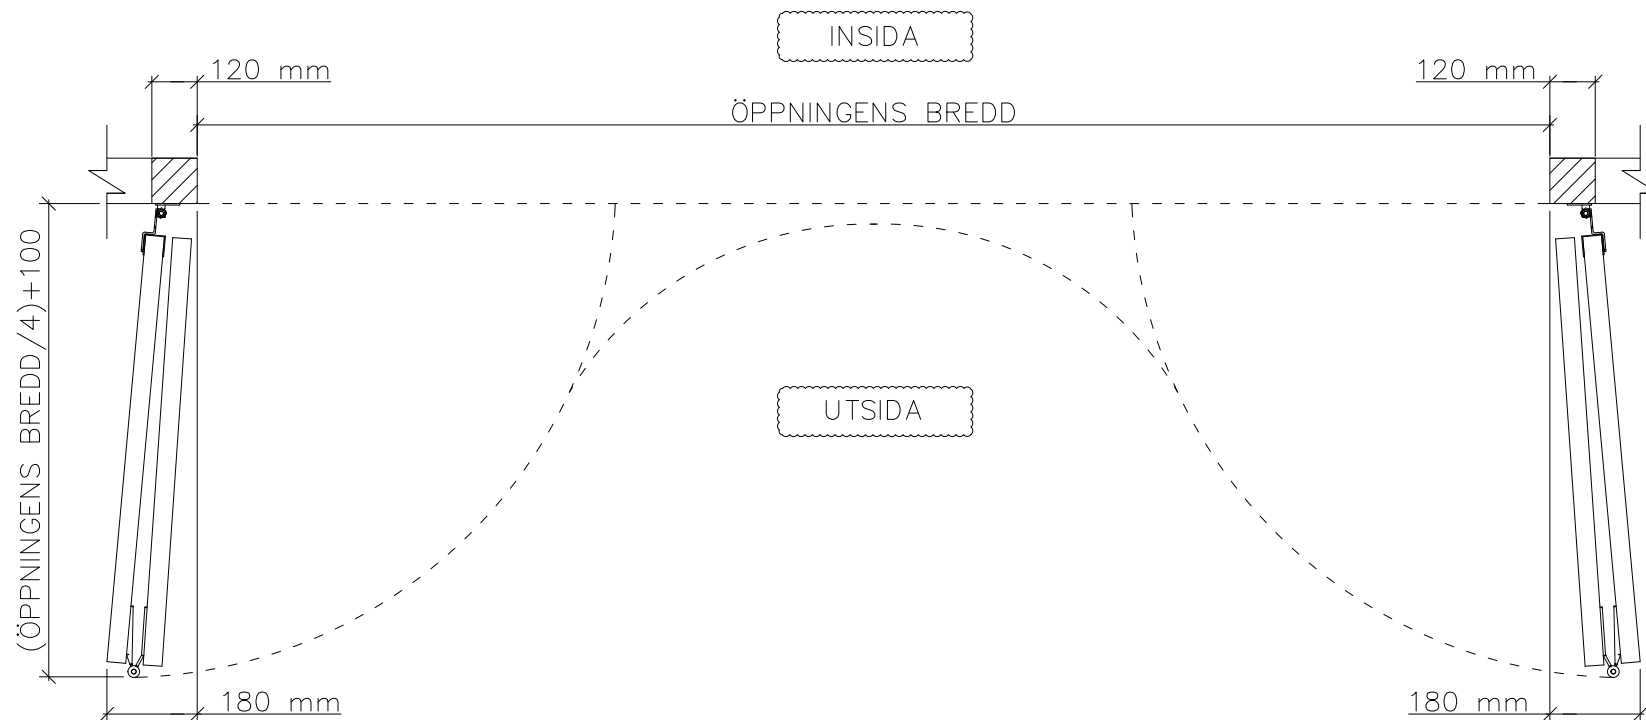 INSIDA
120 mm
120 mm
ÖPPNINGENS BREDD
(ÖPPNINGENS BREDD/4)+100
UTSIDA
180 mm
180 mm